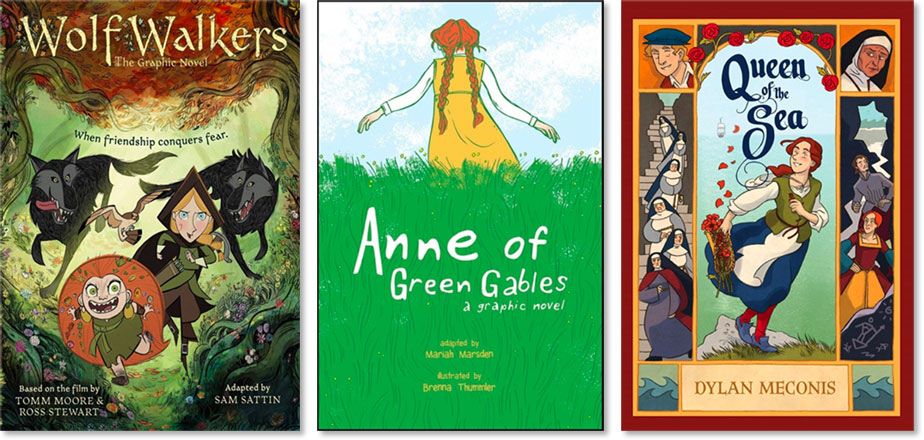 WolfWalkers
The Graphic Novel
When friendship conquers fear.
Based on the film by
TOMM MOORE &
ROSS STEWART
Adapted by
SAM SATTIN
Anne of
Green Gables
a graphic novel
adapted by
Mariah Marsden
illustrated by
Brenna Thummler
Queen
of the
Sea
DYLAN MECONIS